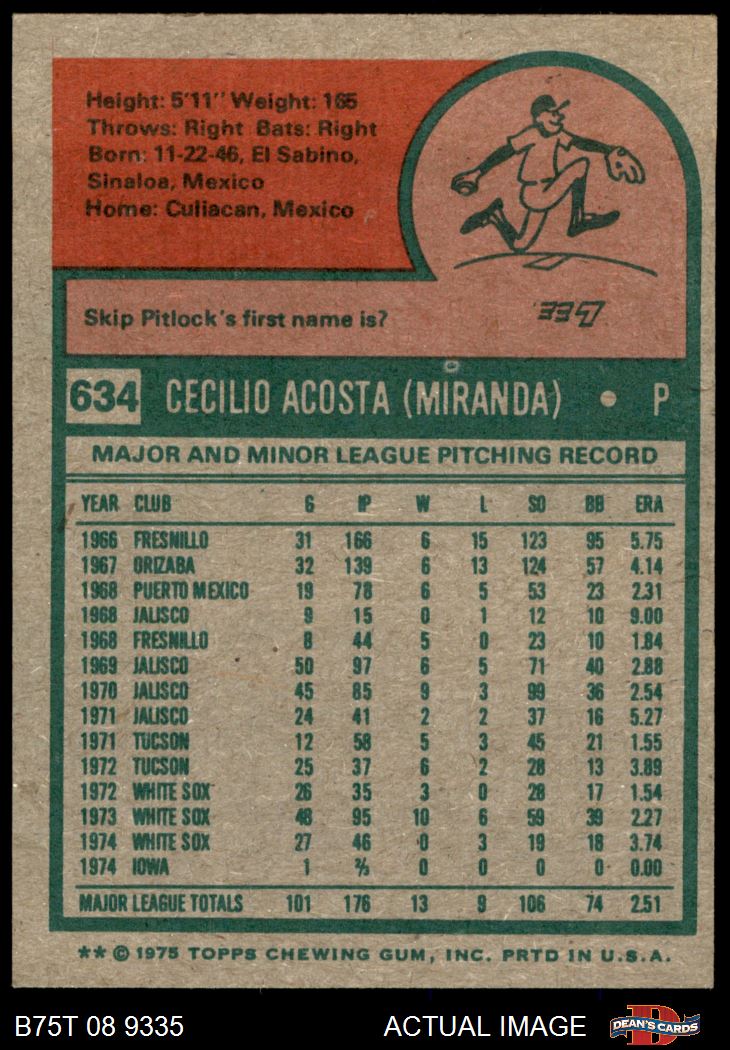 Height: 5'11" Weight: 165
Throws: Right Bats: Right
Born: 11-22-46, El Sabino,
Sinaloa, Mexico
Home: Culiacan, Mexico
Skip Pitlock's first name is?
LEE.
634 CECILIO ACOSTA (MIRANDA) • P
MAJOR AND MINOR LEAGUE PITCHING RECORD
YEAR CLUB G IP W L SO BB ERA
1966 FRESNILLO 31 166 6 15 123 95 5.75
1967 ORIZABA 32 139 6 13 124 57 4.14
1968 PUERTO MEXICO 19 78 6 5 53 23 2.31
1968 JALISCO 9 15 0 1 12 10 9.00
1968 FRESNILLO 8 44 5 0 23 10 1.84
1969 JALISCO 50 97 6 5 71 40 2.88
1970 JALISCO 45 85 9 3 99 36 2.54
1971 JALISCO 24 41 2 2 37 16 5.27
1971 TUCSON 12 58 5 3 45 21 1.55
1972 TUCSON 25 37 6 2 28 13 3.89
1972 WHITE SOX 26 35 3 0 28 17 1.54
1973 WHITE SOX 48 95 10 6 59 39 2.27
1974 WHITE SOX 27 46 0 3 19 18 3.74
1974 IOWA 1 ⅔ 0 0 0 0 0.00
MAJOR LEAGUE TOTALS 101 176 13 9 106 74 2.51
** © 1975 TOPPS CHEWING GUM, INC. PRTD IN U.S.A.
B75T 08 9335 ACTUAL IMAGE
D
DEAN'S CARDS